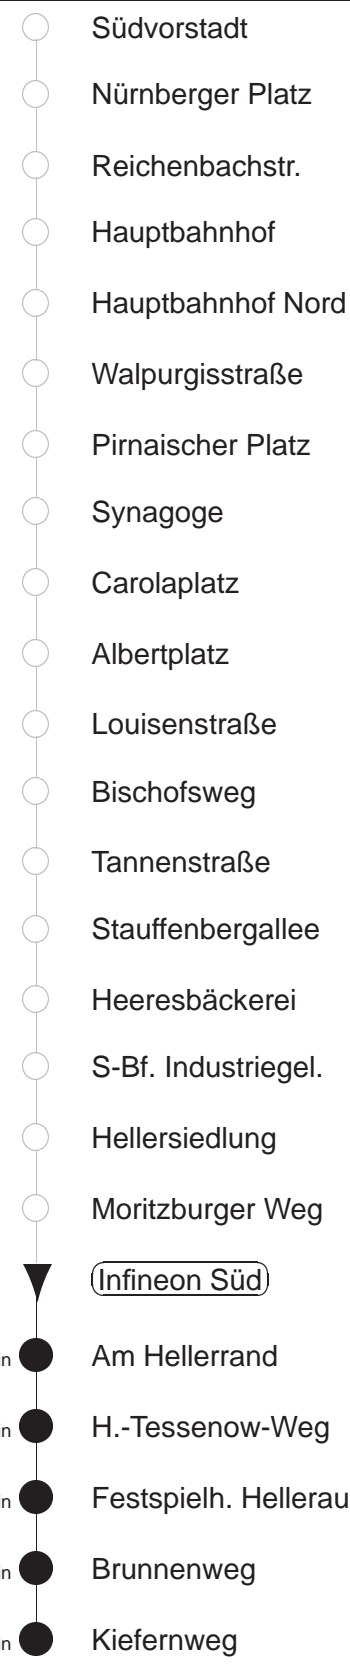 Südvorstadt
Nürnberger Platz
Reichenbachstr.
Hauptbahnhof
Hauptbahnhof Nord
Walpurgisstraße
Pirnaischer Platz
Synagoge
Carolaplatz
Albertplatz
Louisenstraße
Bischofsweg
Tannenstraße
Stauffenbergallee
Heeresbäckerei
S-Bf. Industriegel.
Hellersiedlung
Moritzburger Weg
Infineon Süd
Am Hellerrand
H.-Tessenow-Weg
Festspielh. Hellerau
Brunnenweg
Kiefernweg